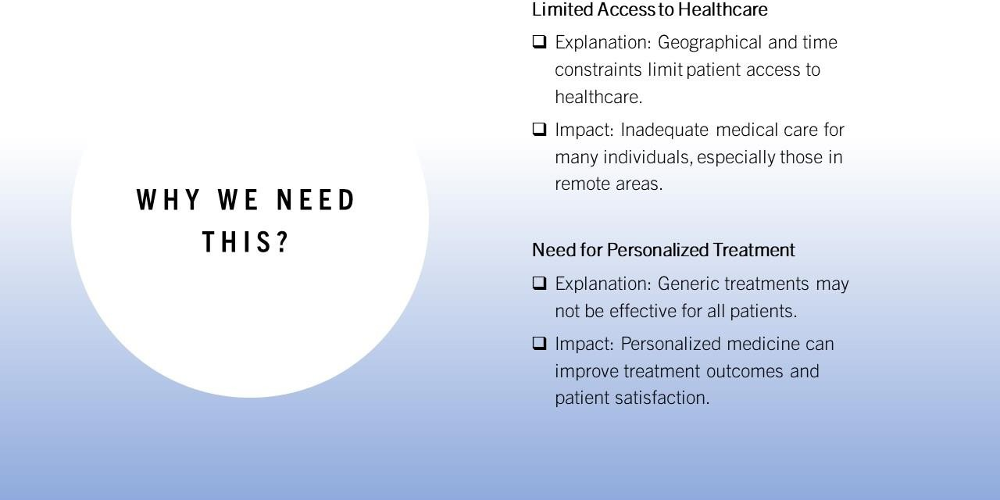 WHY WE NEED
THIS?
Limited Access to Healthcare
❑ Explanation: Geographical and time
constraints limit patient access to
healthcare.
❑ Impact: Inadequate medical care for
many individuals, especially those in
remote areas.
Need for Personalized Treatment
❑ Explanation: Generic treatments may
not be effective for all patients.
❑ Impact: Personalized medicine can
improve treatment outcomes and
patient satisfaction.